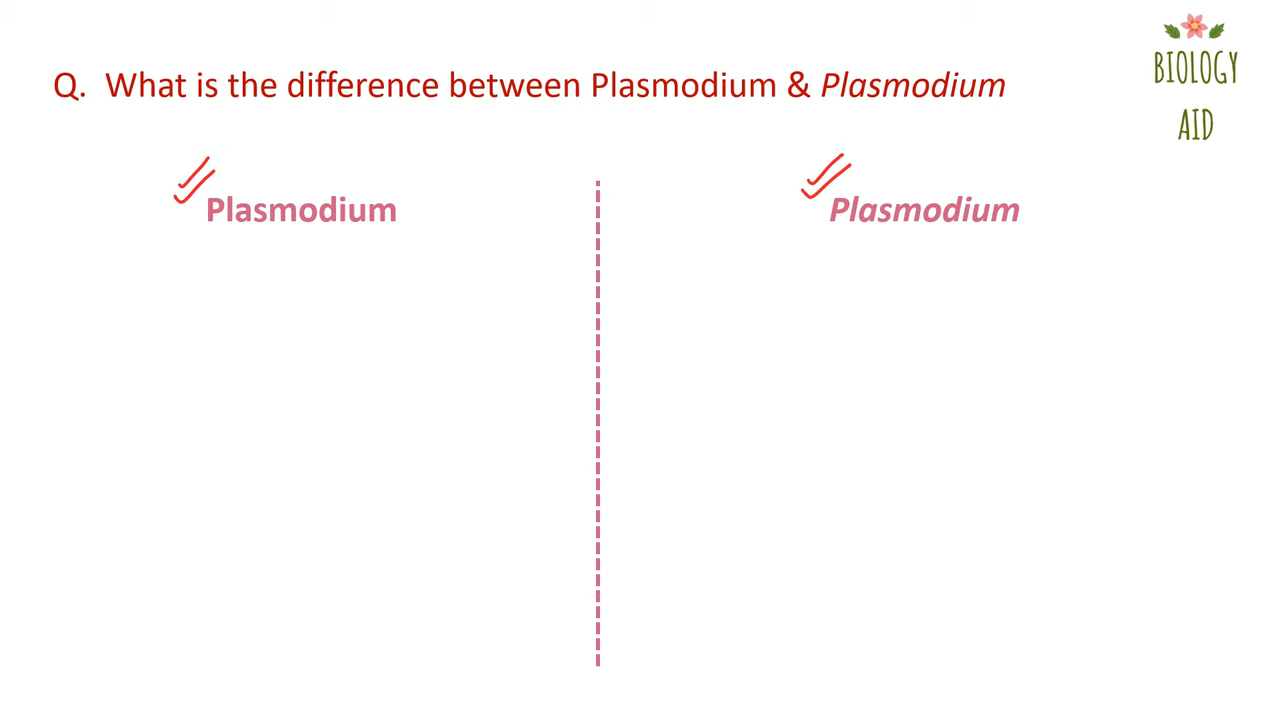 Q. What is the difference between Plasmodium & Plasmodium
BIOLOGY
AID
Plasmodium
Plasmodium